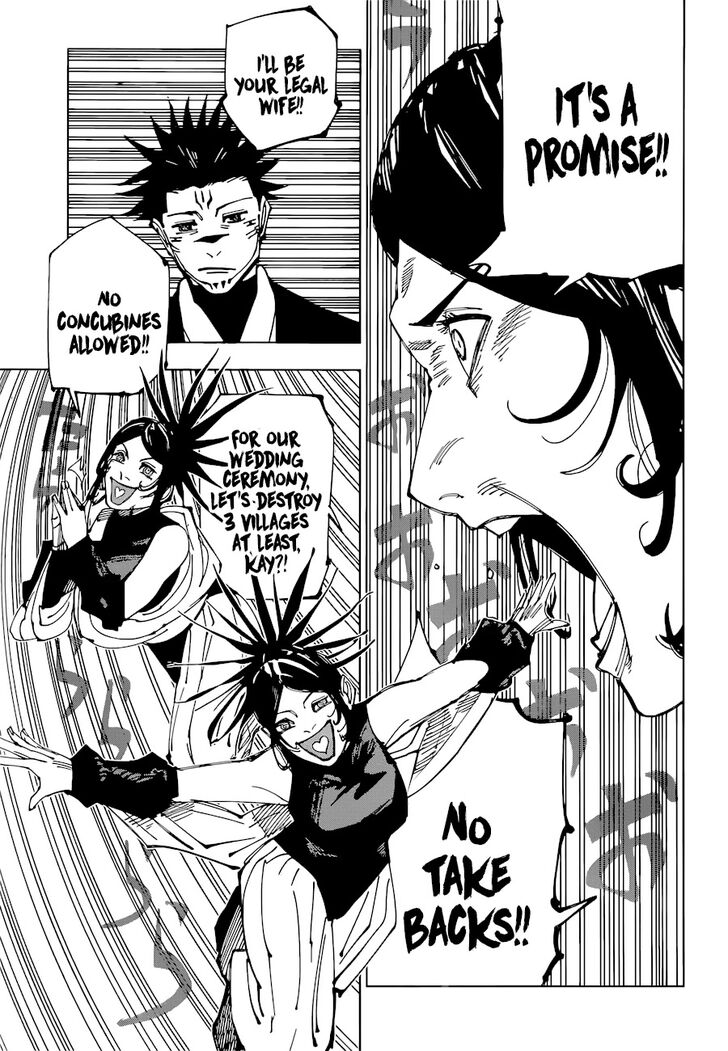 IT'S A
PROMISE!!
NO
TAKE
BACKS!!
I'LL BE
YOUR LEGAL
WIFE!!
NO
CONCUBINES
ALLOWED!!
FOR OUR
WEDDING
CEREMONY,
LET'S DESTROY
3 VILLAGES
AT LEAST,
KAY?!